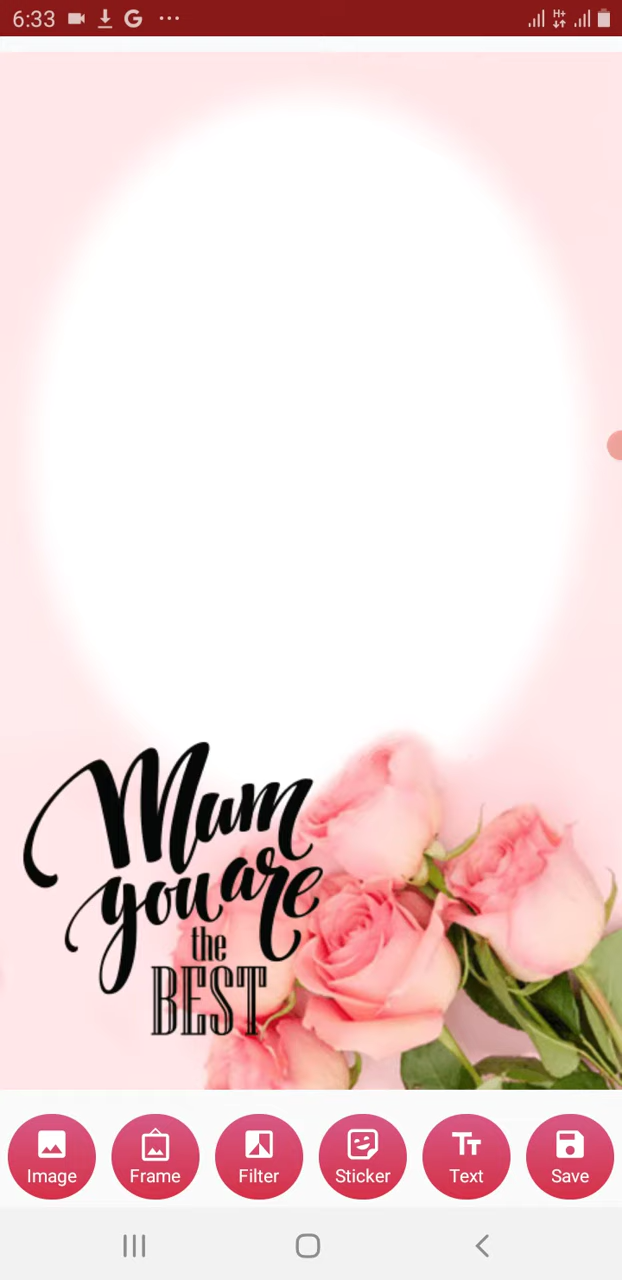 6:33
G
H+
Mum
you are
the
BEST
Image Frame Filter Sticker Text Save